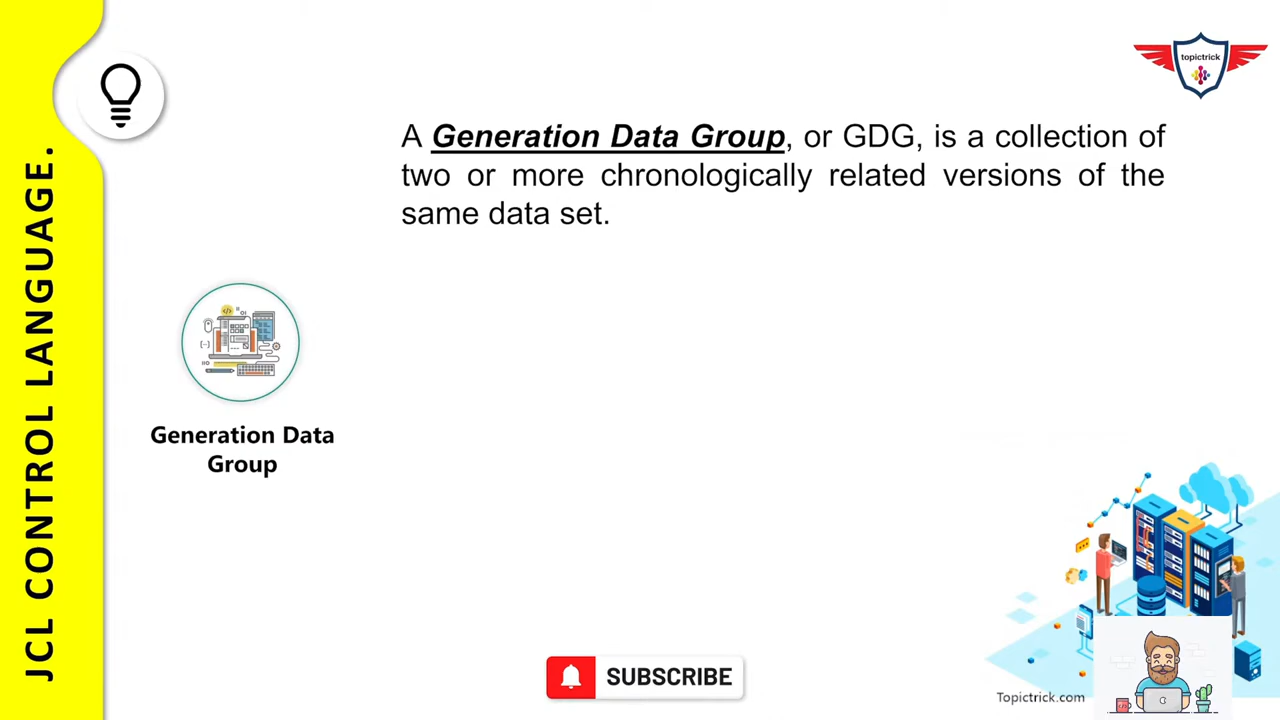 JCL CONTROL LANGUAGE.
topictrick
A Generation Data Group, or GDG, is a collection of
two or more chronologically related versions of the
same data set.
Generation Data
Group
SUBSCRIBE
Topictrick.com